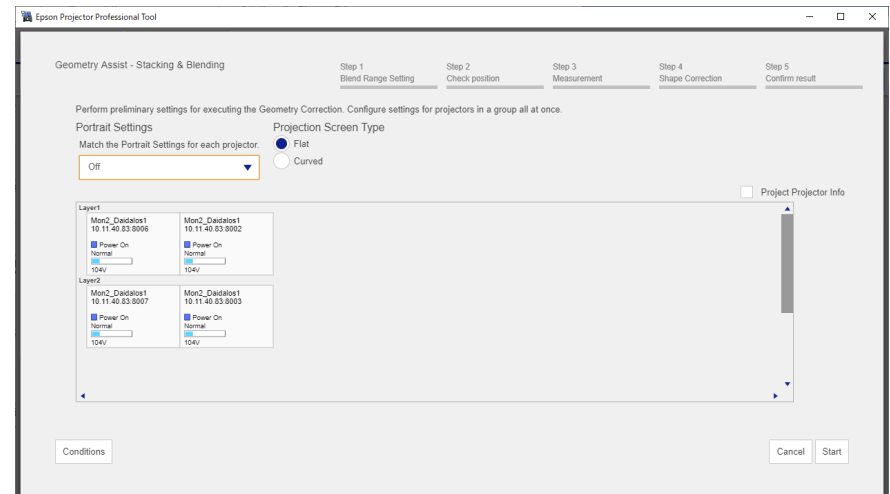 Epson Projector Professional Tool
Geometry Assist - Stacking & Blending
Step 1
Blend Range Setting
Step 2
Check position
Step 3
Measurement
Step 4
Shape Correction
Step 5
Confirm result
Perform preliminary settings for executing the Geometry Correction. Configure settings for projectors in a group all at once.
Portrait Settings
Match the Portrait Settings for each projector.
Off
Projection Screen Type
Flat
Curved
Project Projector Info
Layer1
Mon2_Daidalos1
10.11.40.83:8006
Power On
Normal
104V
Mon2_Daidalos1
10.11.40.83:8002
Power On
Normal
104V
Layer2
Mon2_Daidalos1
10.11.40.83:8007
Power On
Normal
104V
Mon2_Daidalos1
10.11.40.83:8003
Power On
Normal
104V
Conditions
Cancel
Start